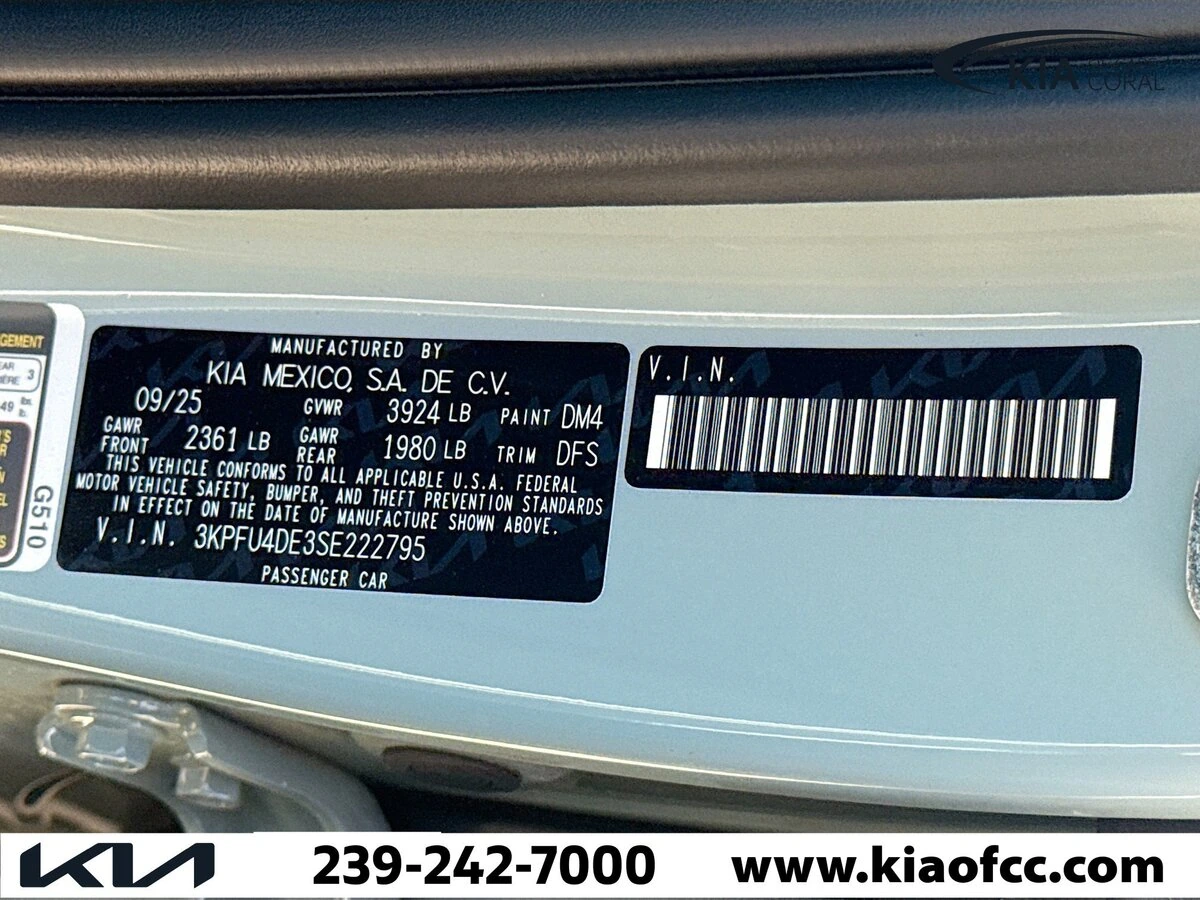 KIA CORAL
GEMENT
3
G510
MANUFACTURED BY
KIA MEXICO, S.A. DE C.V.
09/25 GVWR 3924 LB PAINT DM4
GAWR FRONT 2361 LB GAWR REAR 1980 LB TRIM DFS
THIS VEHICLE CONFORMS TO ALL APPLICABLE U.S.A. FEDERAL
MOTOR VEHICLE SAFETY, BUMPER, AND THEFT PREVENTION STANDARDS
IN EFFECT ON THE DATE OF MANUFACTURE SHOWN ABOVE.
V.I.N. 3KPFU4DE3SE222795
PASSENGER CAR
V.I.N.
KIA 239-242-7000 www.kiaofcc.com